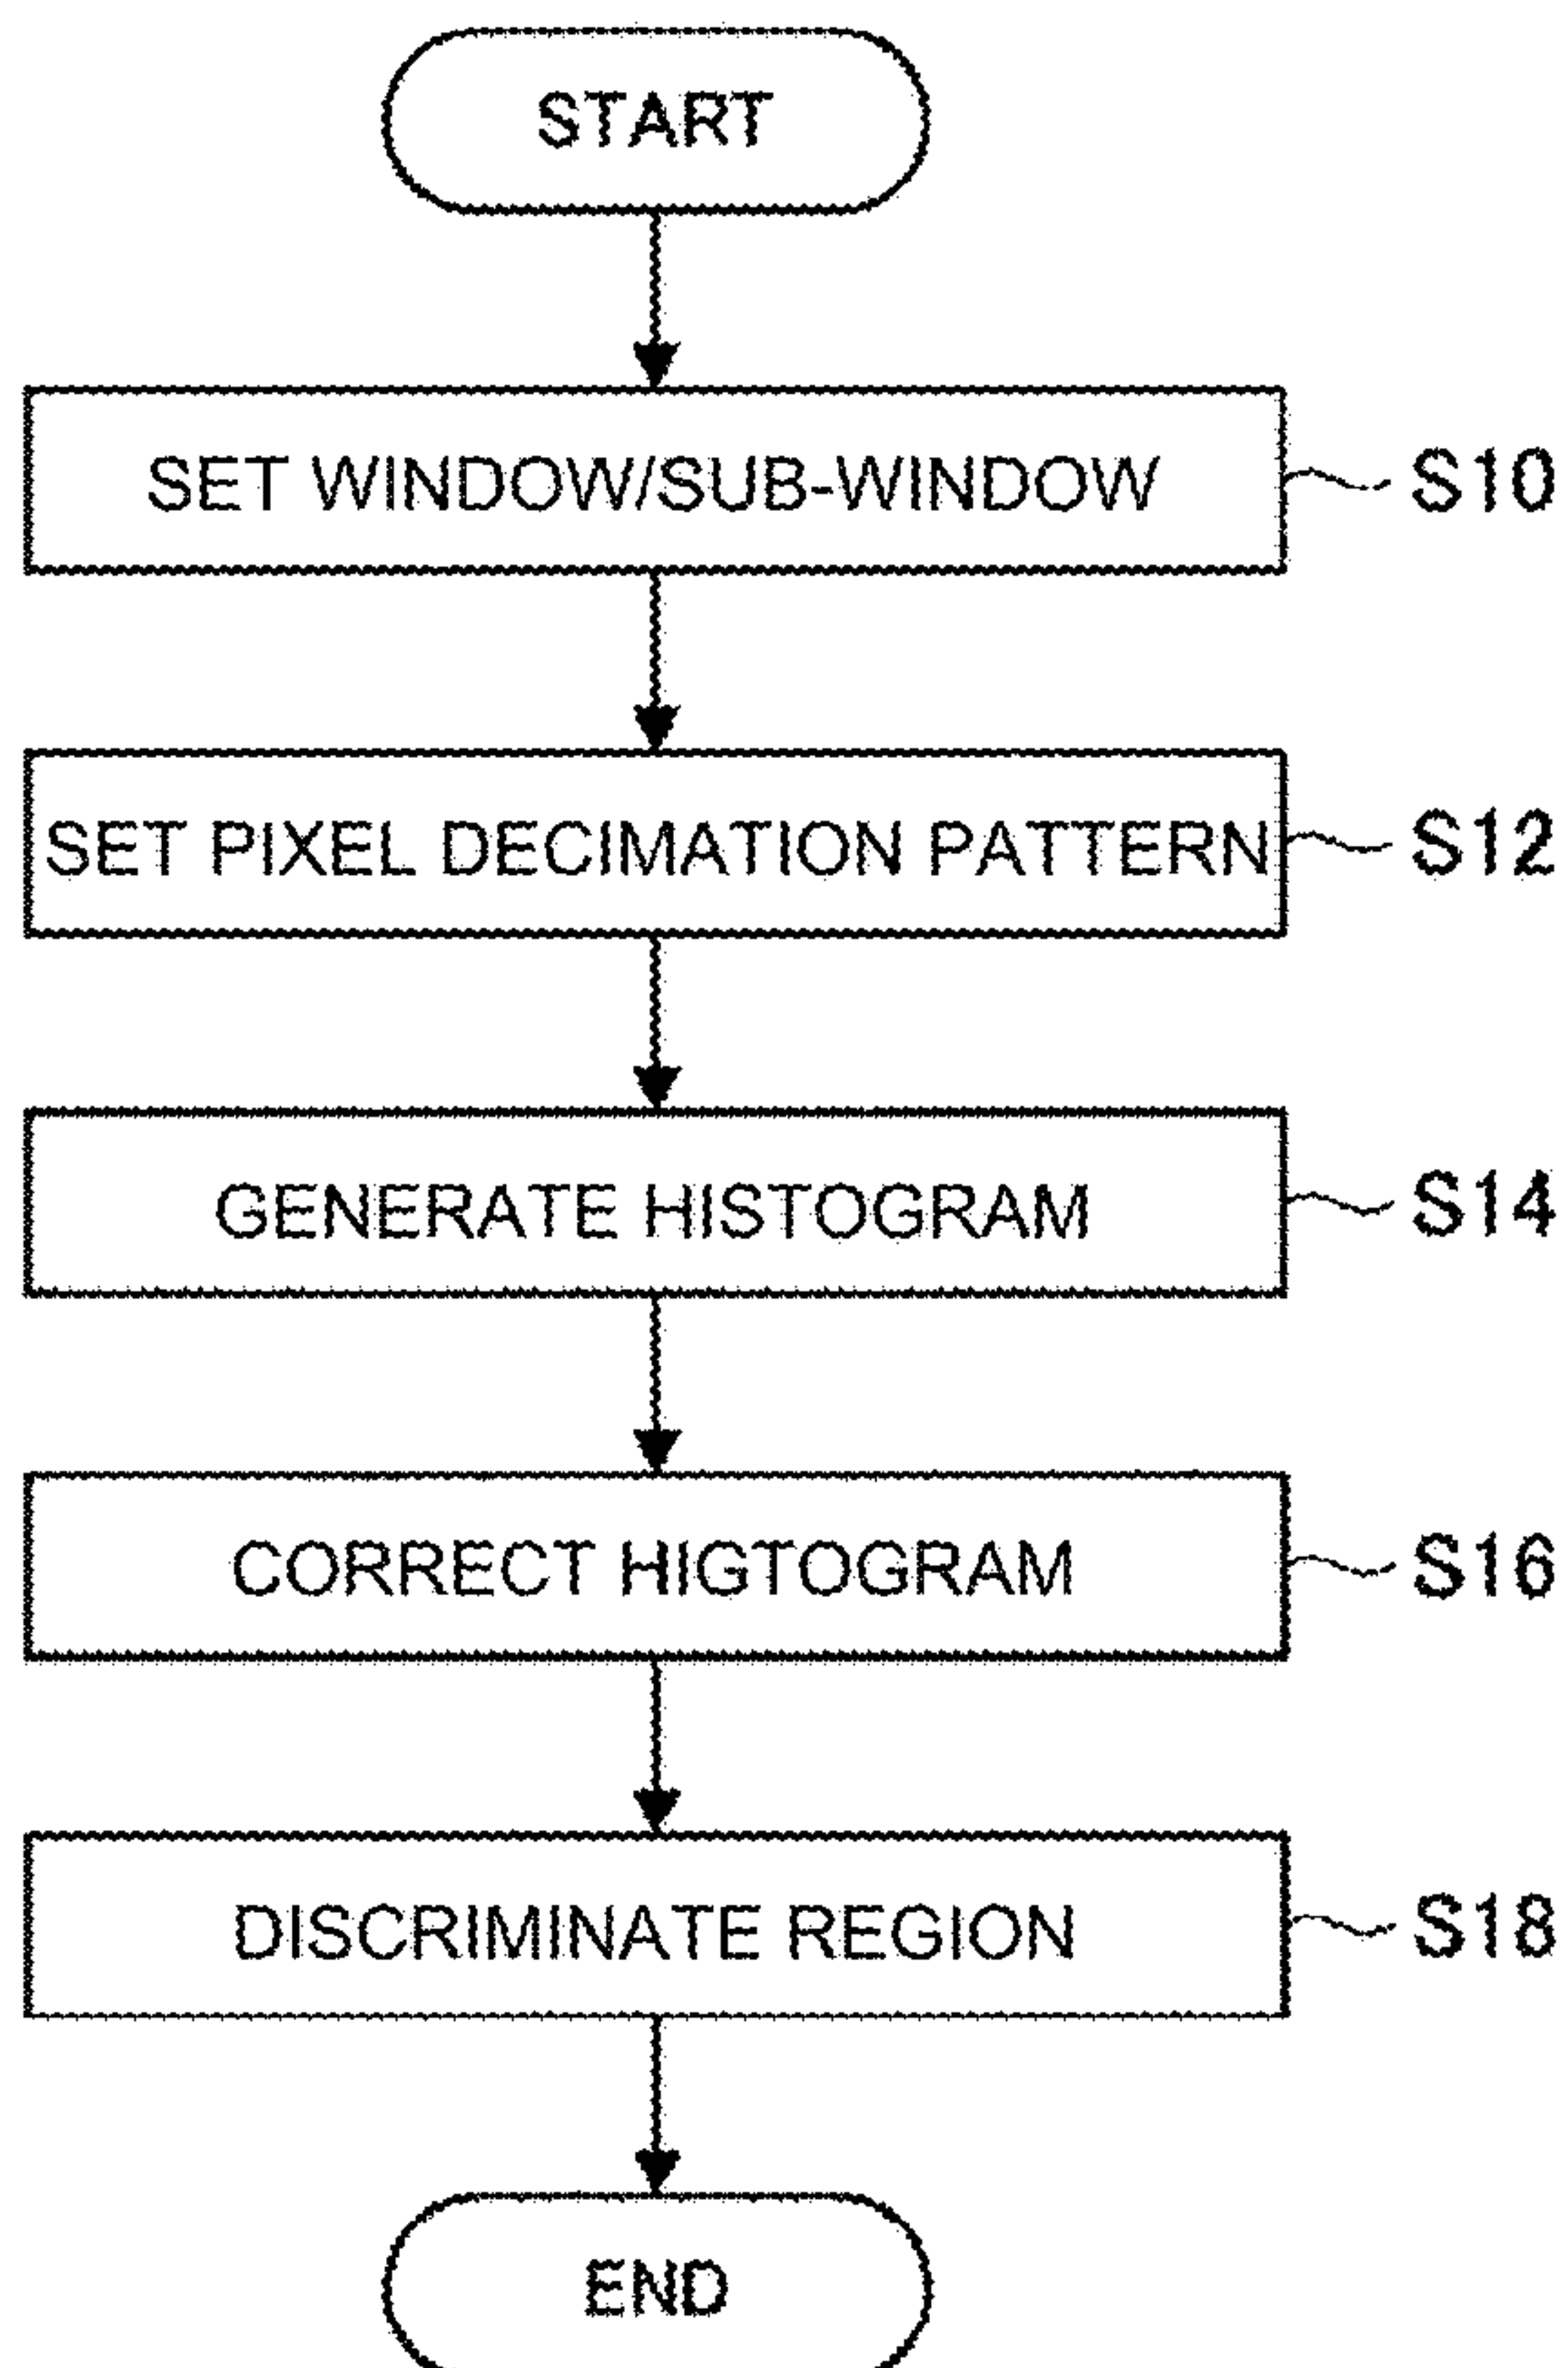 START
SET WINDOW/SUB-WINDOW S10
SET PIXEL DECIMATION PATTERN S12
GENERATE HISTOGRAM S14
CORRECT HIGTOGRAM S16
DISCRIMINATE REGION S18
END